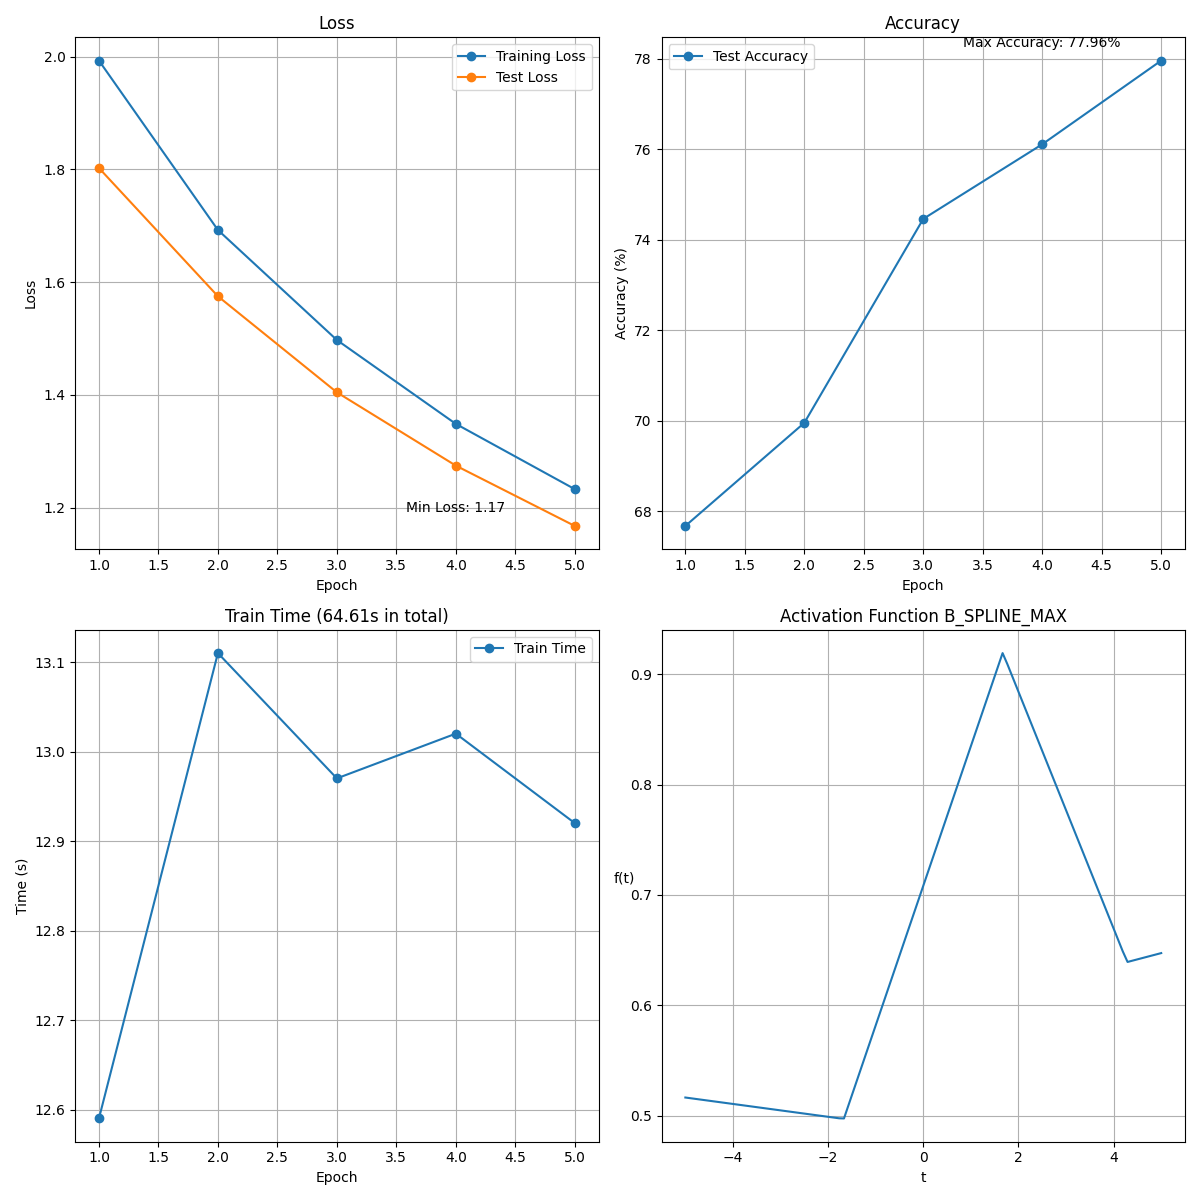 Loss
Training Loss
Test Loss
2.0
1.8
1.6
1.4
1.2
Loss
Min Loss: 1.17
1.0 1.5 2.0 2.5 3.0 3.5 4.0 4.5 5.0
Epoch
Accuracy
Max Accuracy: 77.96%
Test Accuracy
78
76
74
72
70
68
Accuracy (%)
1.0 1.5 2.0 2.5 3.0 3.5 4.0 4.5 5.0
Epoch
Train Time (64.61s in total)
Train Time
13.1
13.0
12.9
12.8
12.7
12.6
Time (s)
1.0 1.5 2.0 2.5 3.0 3.5 4.0 4.5 5.0
Epoch
Activation Function B_SPLINE_MAX
0.9
0.8
0.7
0.6
0.5
f(t)
−4 −2 0 2 4
t